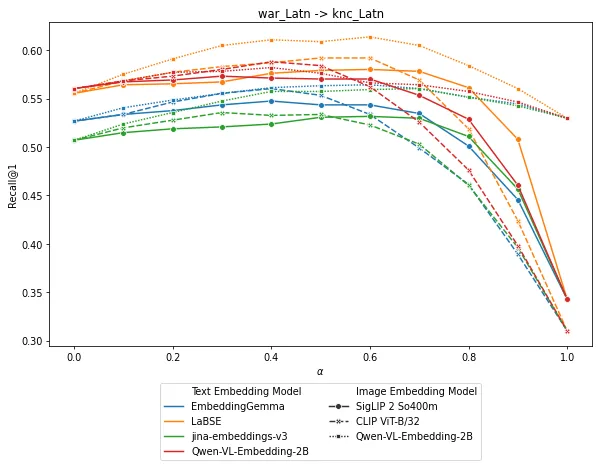 war_Latn -> knc_Latn
Recall@1
0.60
0.55
0.50
0.45
0.40
0.35
0.30
0.0 0.2 0.4 0.6 0.8 1.0
α
Text Embedding Model
EmbeddingGemma
LaBSE
jina-embeddings-v3
Qwen-VL-Embedding-2B
Image Embedding Model
SigLIP 2 So400m
CLIP ViT-B/32
Qwen-VL-Embedding-2B